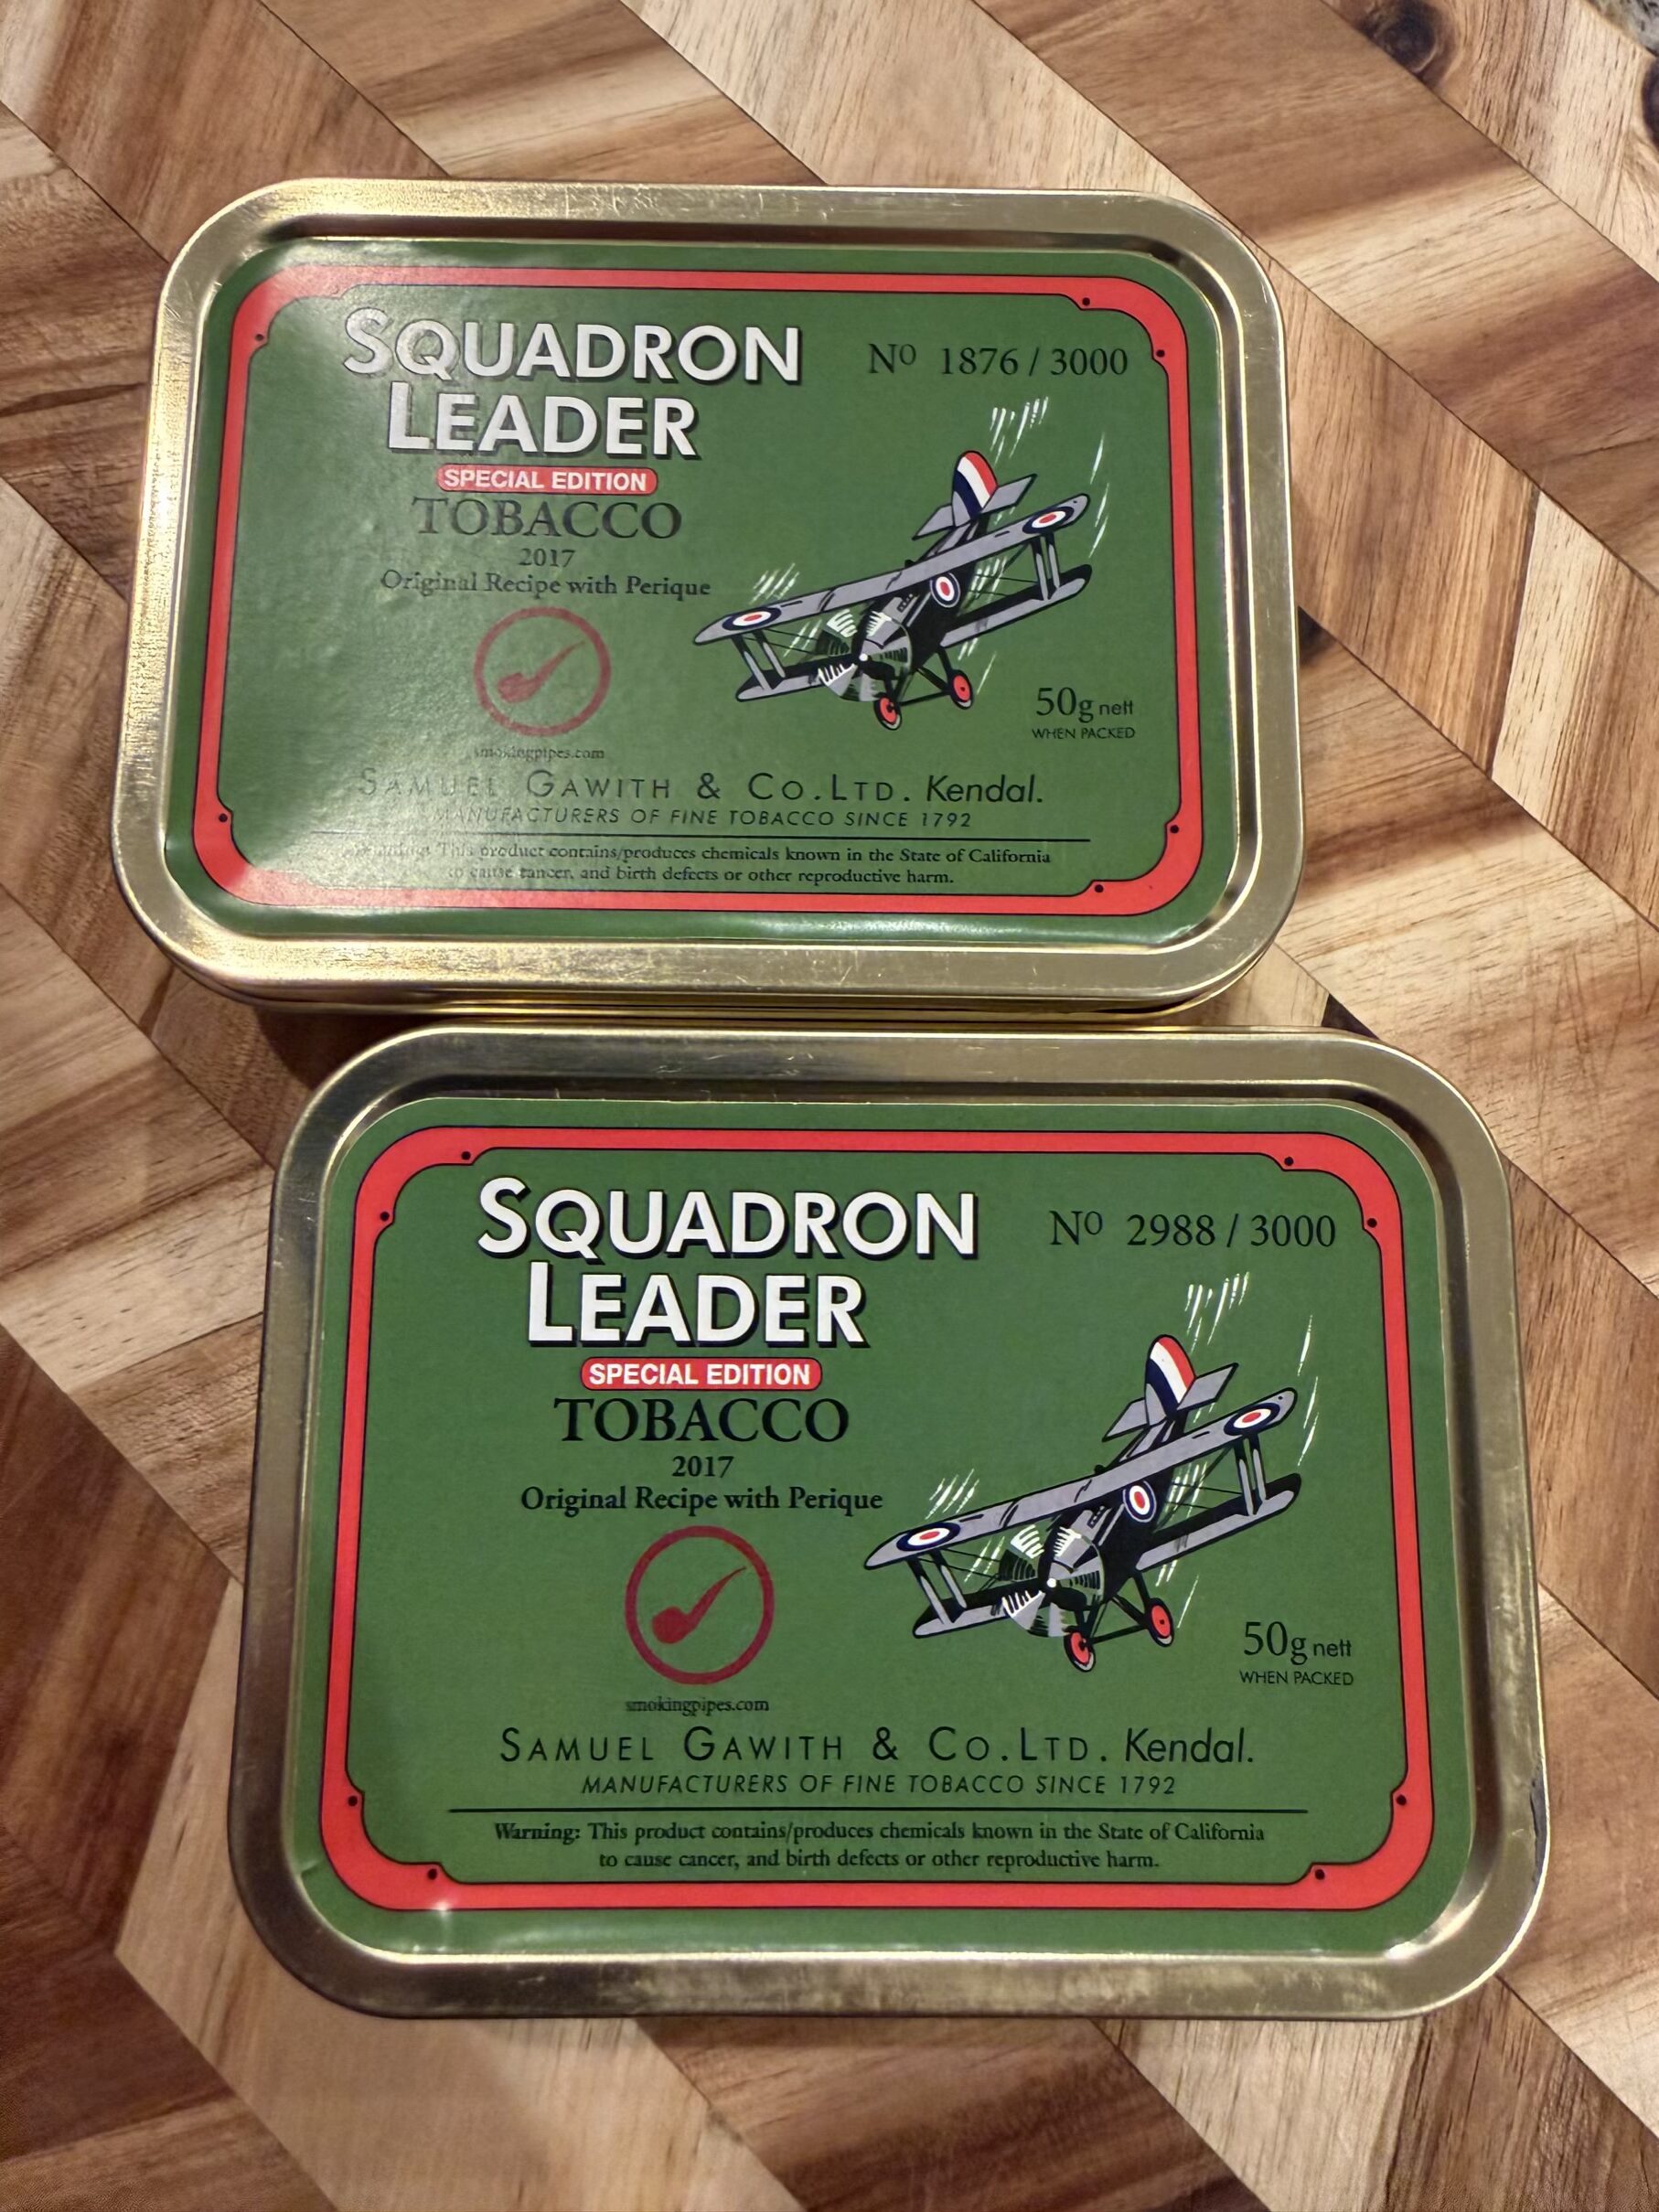 SQUADRON
LEADER
Nº 1876 / 3000
SPECIAL EDITION
TOBACCO
2017
Original Recipe with Perique
smokingpipes.com
50g nett
WHEN PACKED
SAMUEL GAWITH & CO.LTD. Kendal.
MANUFACTURERS OF FINE TOBACCO SINCE 1792
Warning: This product contains/produces chemicals known in the State of California
to cause cancer, and birth defects or other reproductive harm.
SQUADRON
LEADER
Nº 2988 / 3000
SPECIAL EDITION
TOBACCO
2017
Original Recipe with Perique
smokingpipes.com
50g nett
WHEN PACKED
SAMUEL GAWITH & CO.LTD. Kendal.
MANUFACTURERS OF FINE TOBACCO SINCE 1792
Warning: This product contains/produces chemicals known in the State of California
to cause cancer, and birth defects or other reproductive harm.